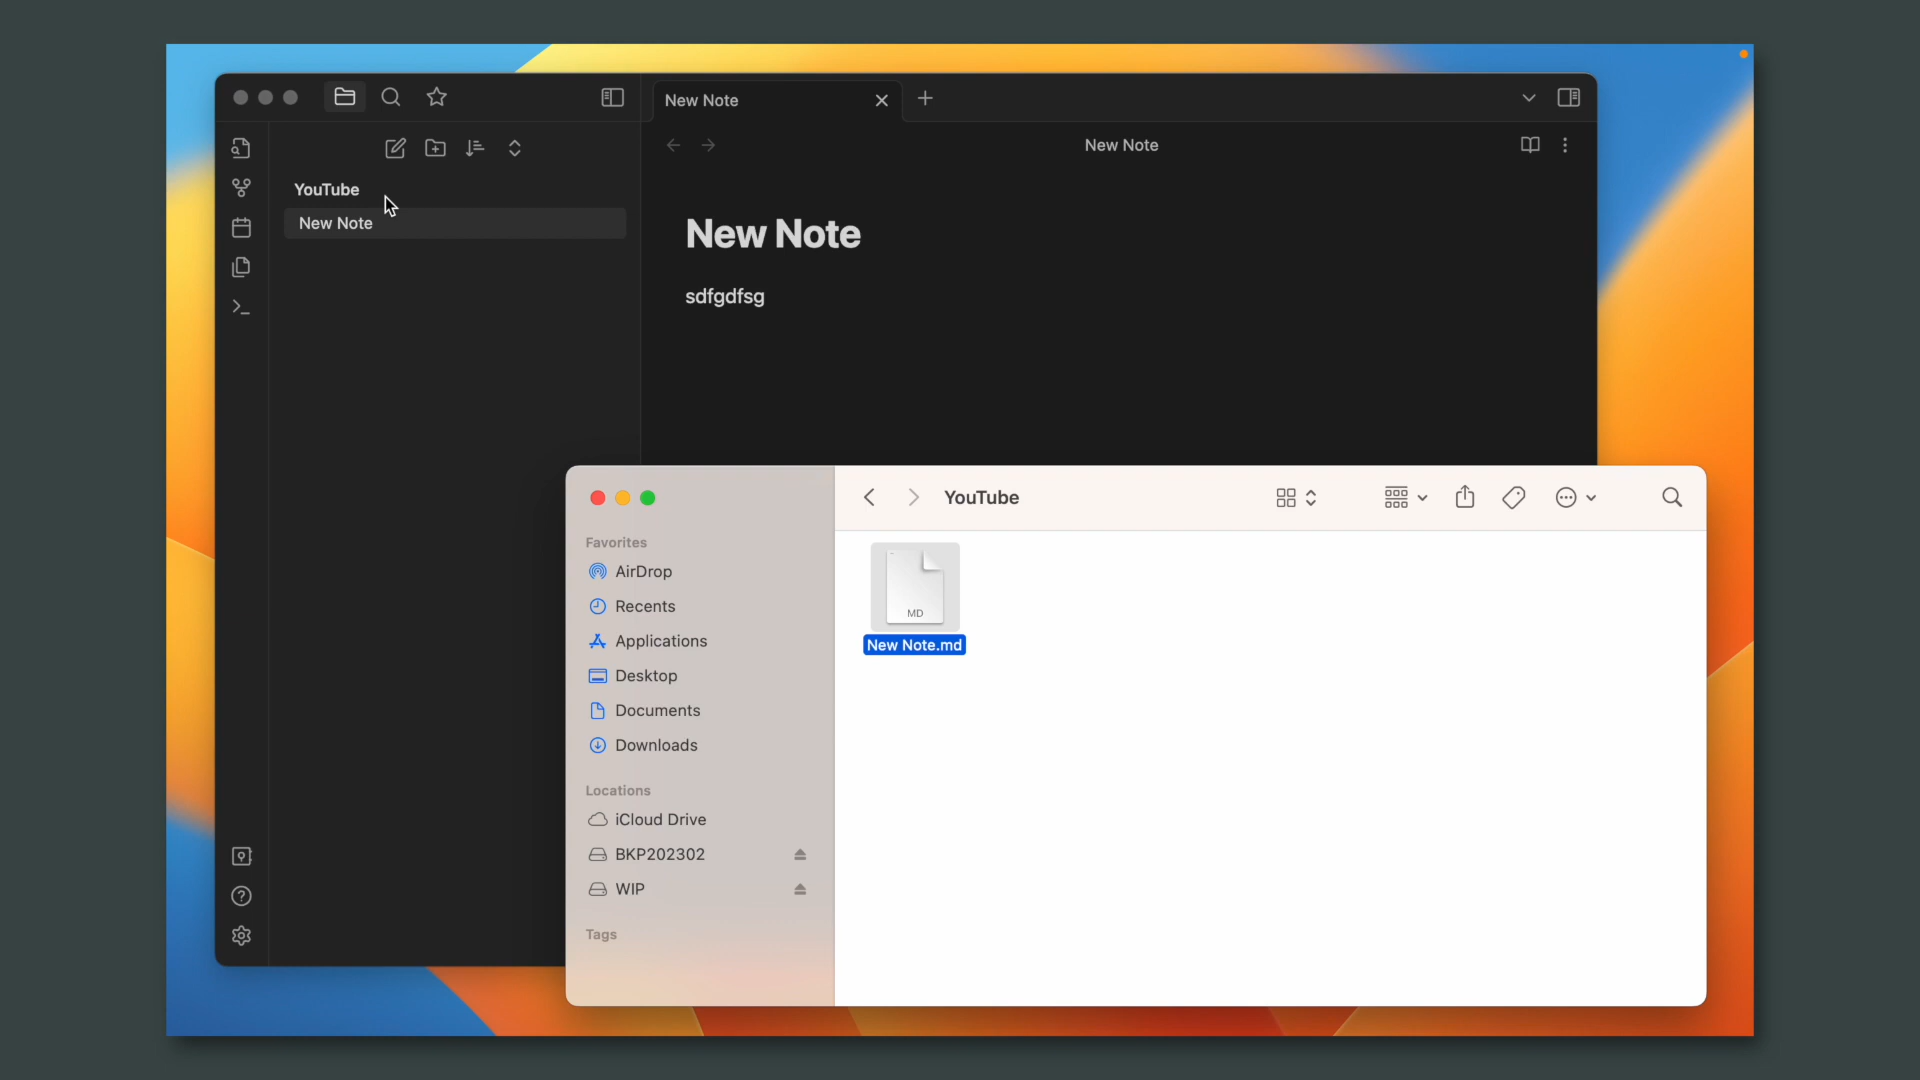 New Note
New Note
YouTube
New Note
New Note
sdfgdfsg
YouTube
Favorites
AirDrop
Recents
Applications
Desktop
Documents
Downloads
Locations
iCloud Drive
BKP202302
WIP
Tags
MD
New Note.md